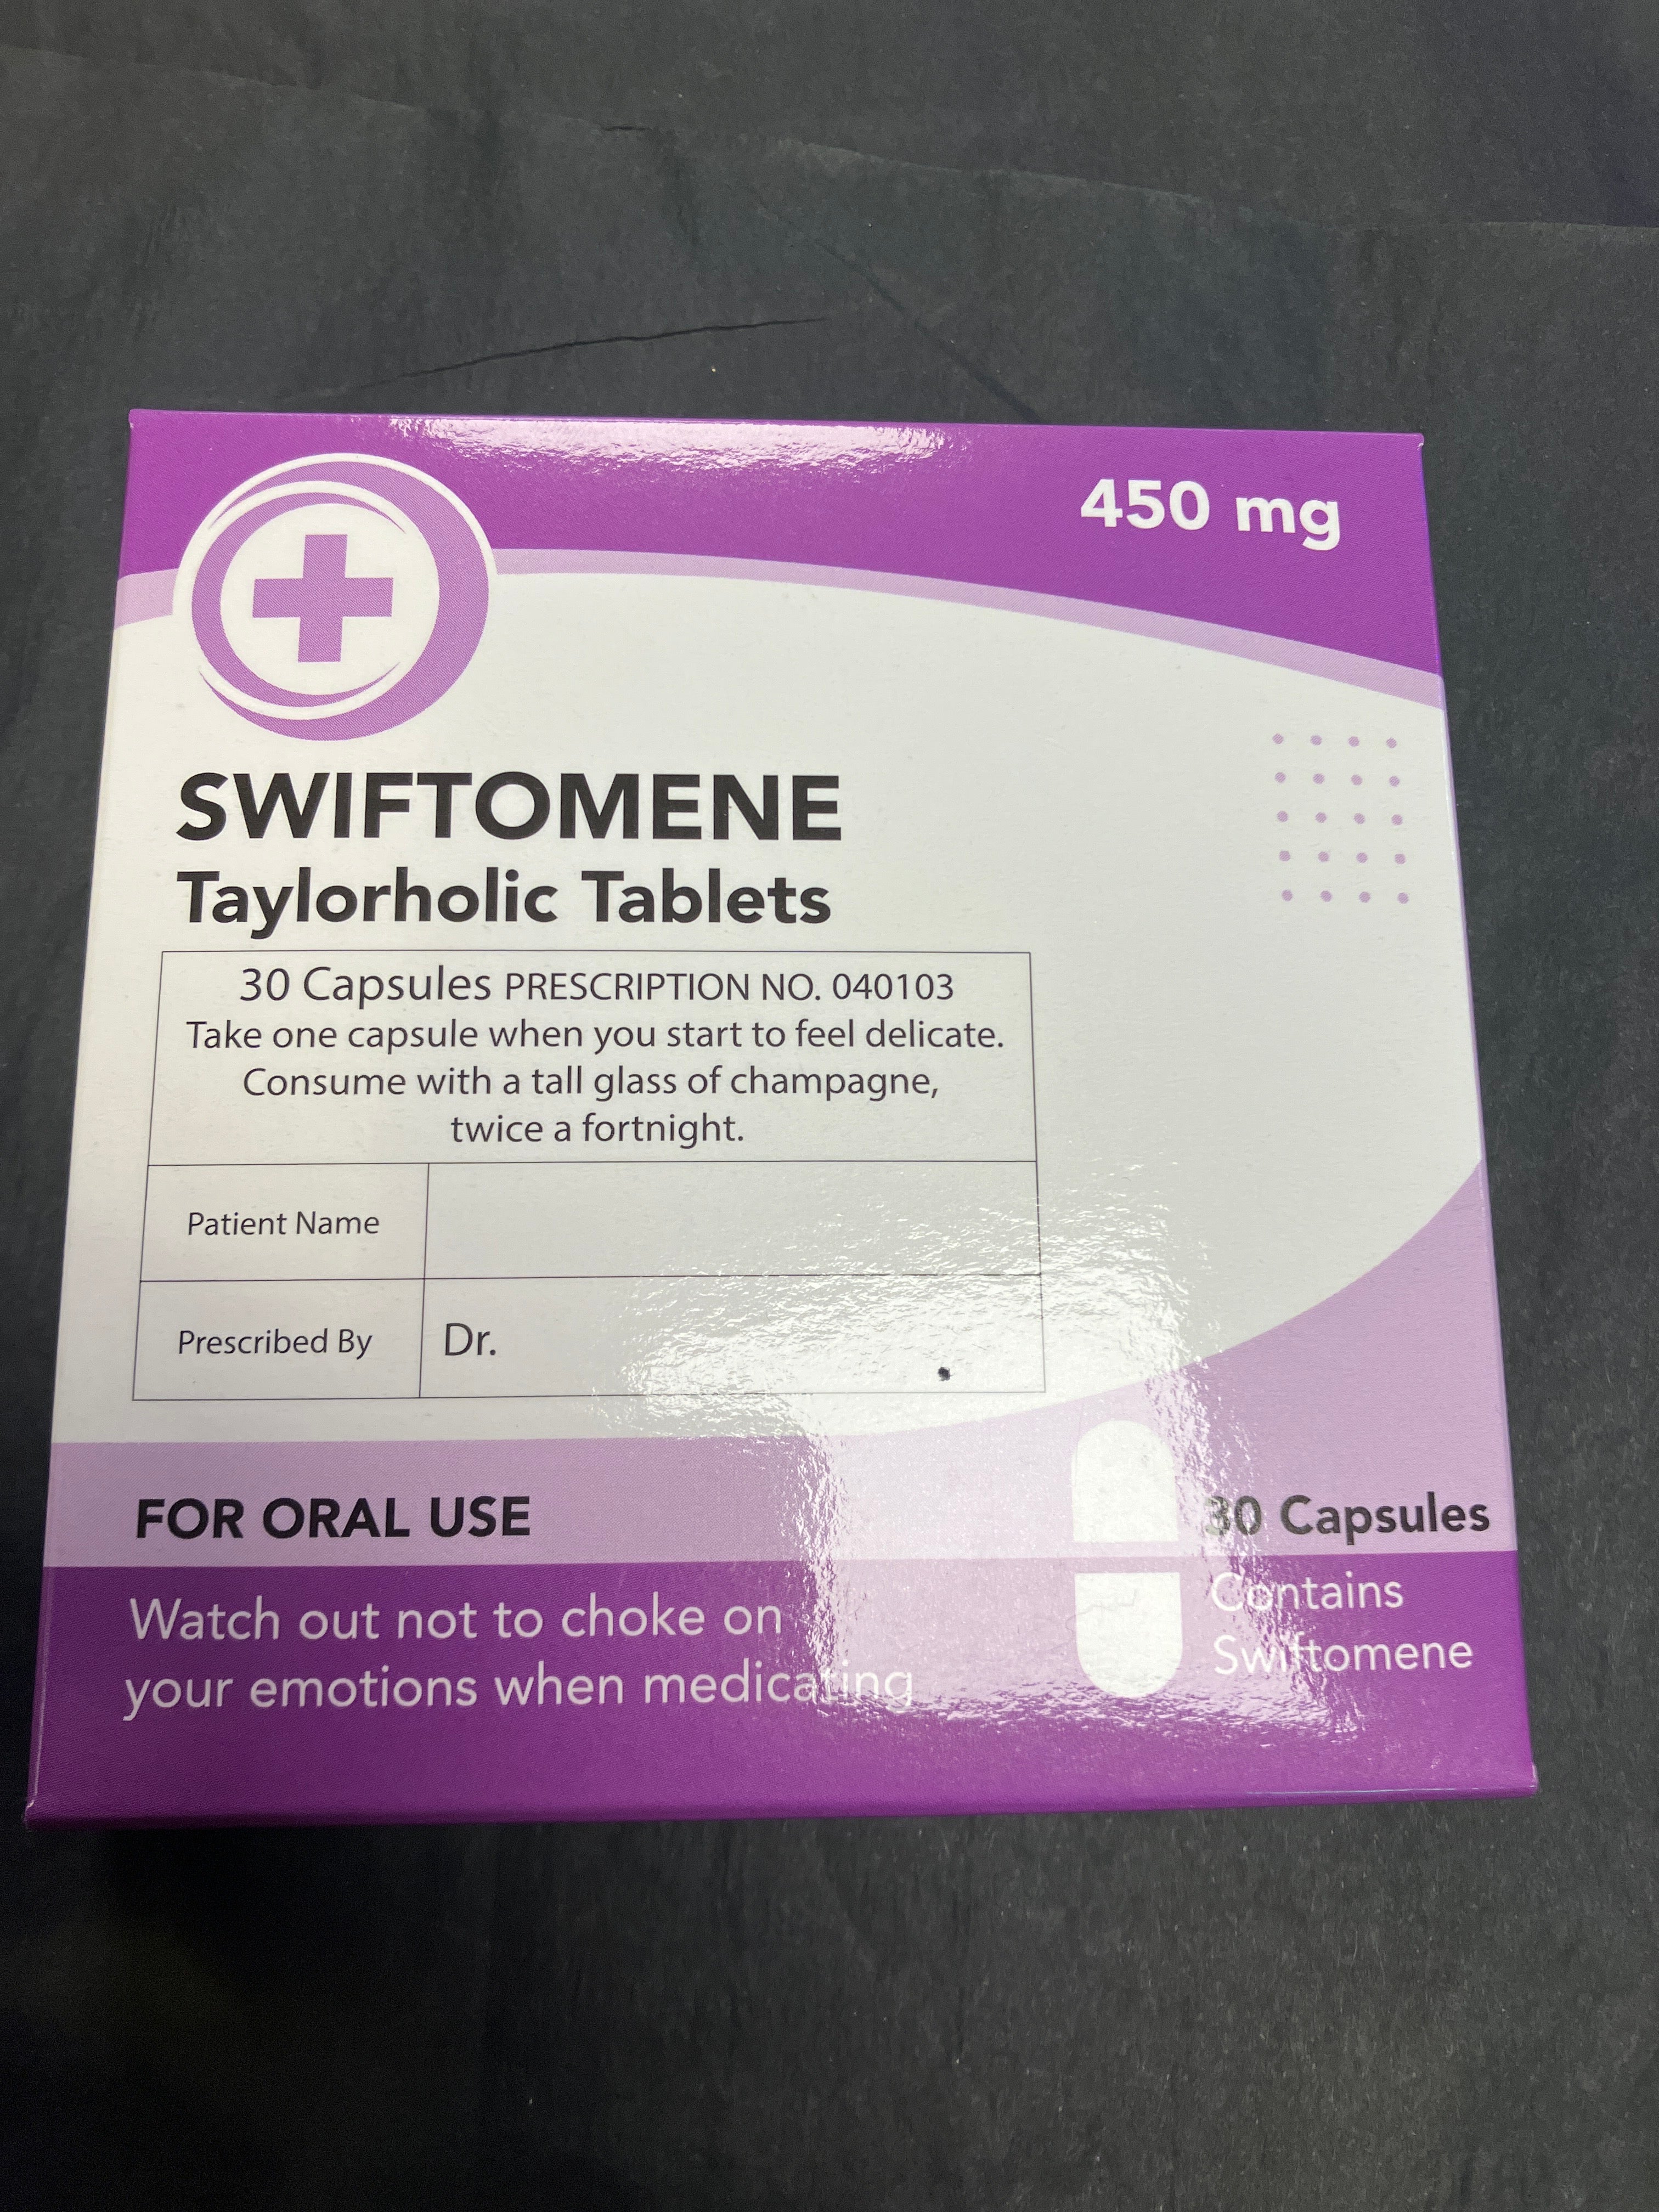 450 mg
SWIFTOMENE
Taylorholic Tablets
30 Capsules PRESCRIPTION NO. 040103
Take one capsule when you start to feel delicate.
Consume with a tall glass of champagne,
twice a fortnight.
Patient Name
Prescribed By Dr.
FOR ORAL USE
Watch out not to choke on
your emotions when medicating
30 Capsules
Contains
Swiftomene